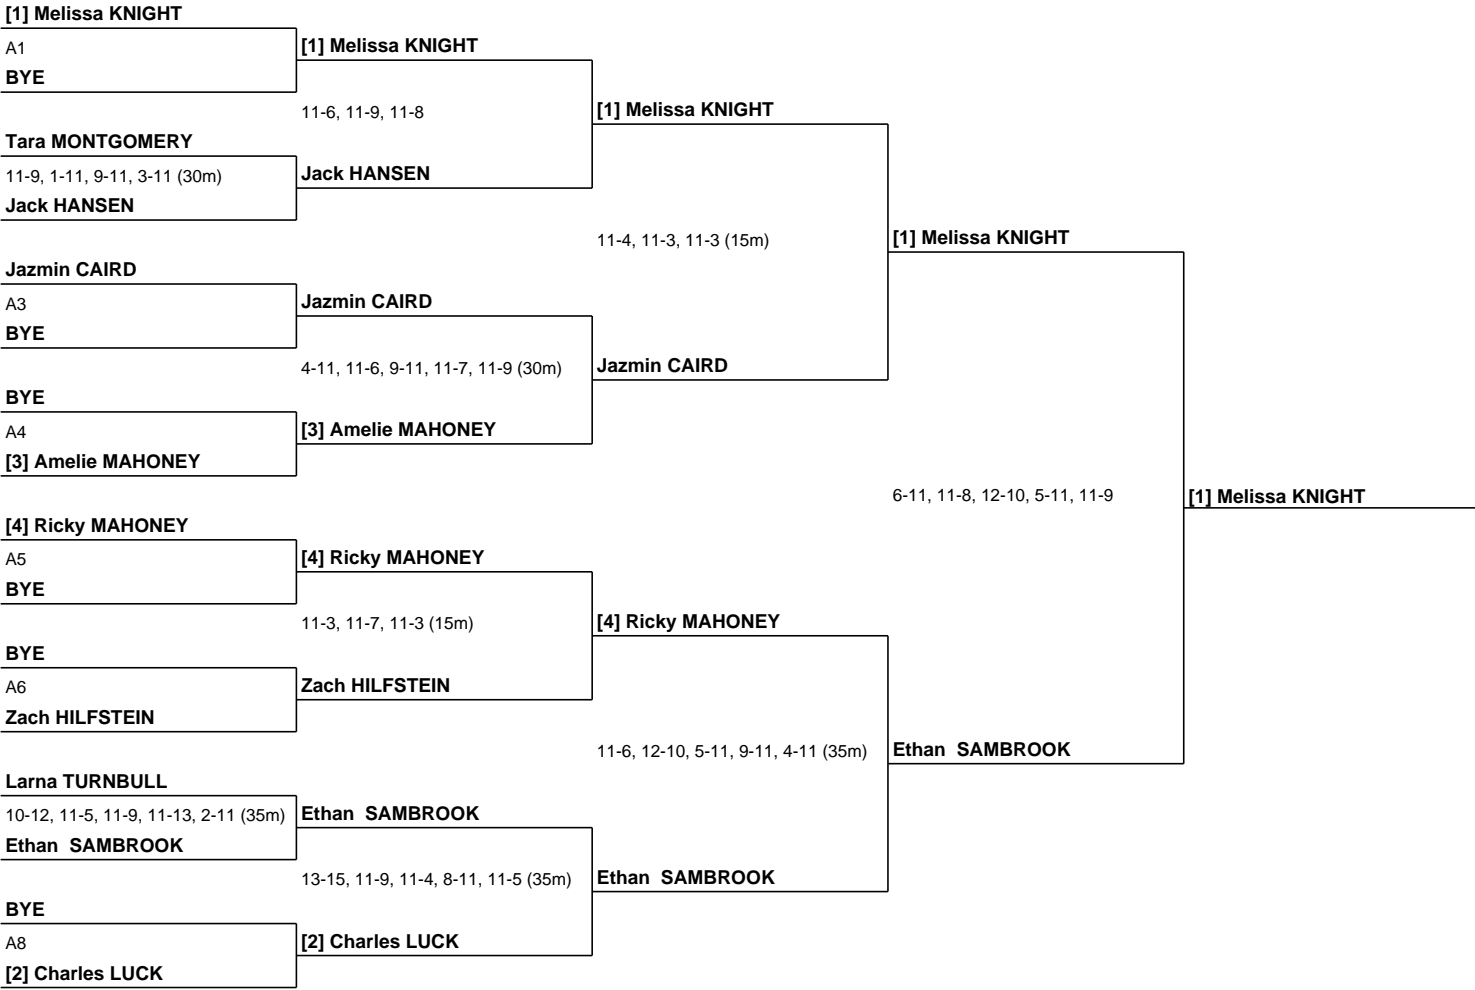 [1] Melissa KNIGHT
A1
BYE
Tara MONTGOMERY
11-9, 1-11, 9-11, 3-11 (30m)
Jack HANSEN
Jazmin CAIRD
A3
BYE
BYE
A4
[3] Amelie MAHONEY
[4] Ricky MAHONEY
A5
BYE
BYE
A6
Zach HILFSTEIN
Larna TURNBULL
10-12, 11-5, 11-9, 11-13, 2-11 (35m)
Ethan  SAMBROOK
BYE
A8
[2] Charles LUCK
[1] Melissa KNIGHT
11-6, 11-9, 11-8
Jack HANSEN
Jazmin CAIRD
4-11, 11-6, 9-11, 11-7, 11-9 (30m)
[3] Amelie MAHONEY
[4] Ricky MAHONEY
11-3, 11-7, 11-3 (15m)
Zach HILFSTEIN
Ethan  SAMBROOK
13-15, 11-9, 11-4, 8-11, 11-5 (35m)
[2] Charles LUCK
[1] Melissa KNIGHT
11-4, 11-3, 11-3 (15m)
Jazmin CAIRD
[4] Ricky MAHONEY
11-6, 12-10, 5-11, 9-11, 4-11 (35m)
Ethan  SAMBROOK
[1] Melissa KNIGHT
6-11, 11-8, 12-10, 5-11, 11-9
Ethan  SAMBROOK
[1] Melissa KNIGHT